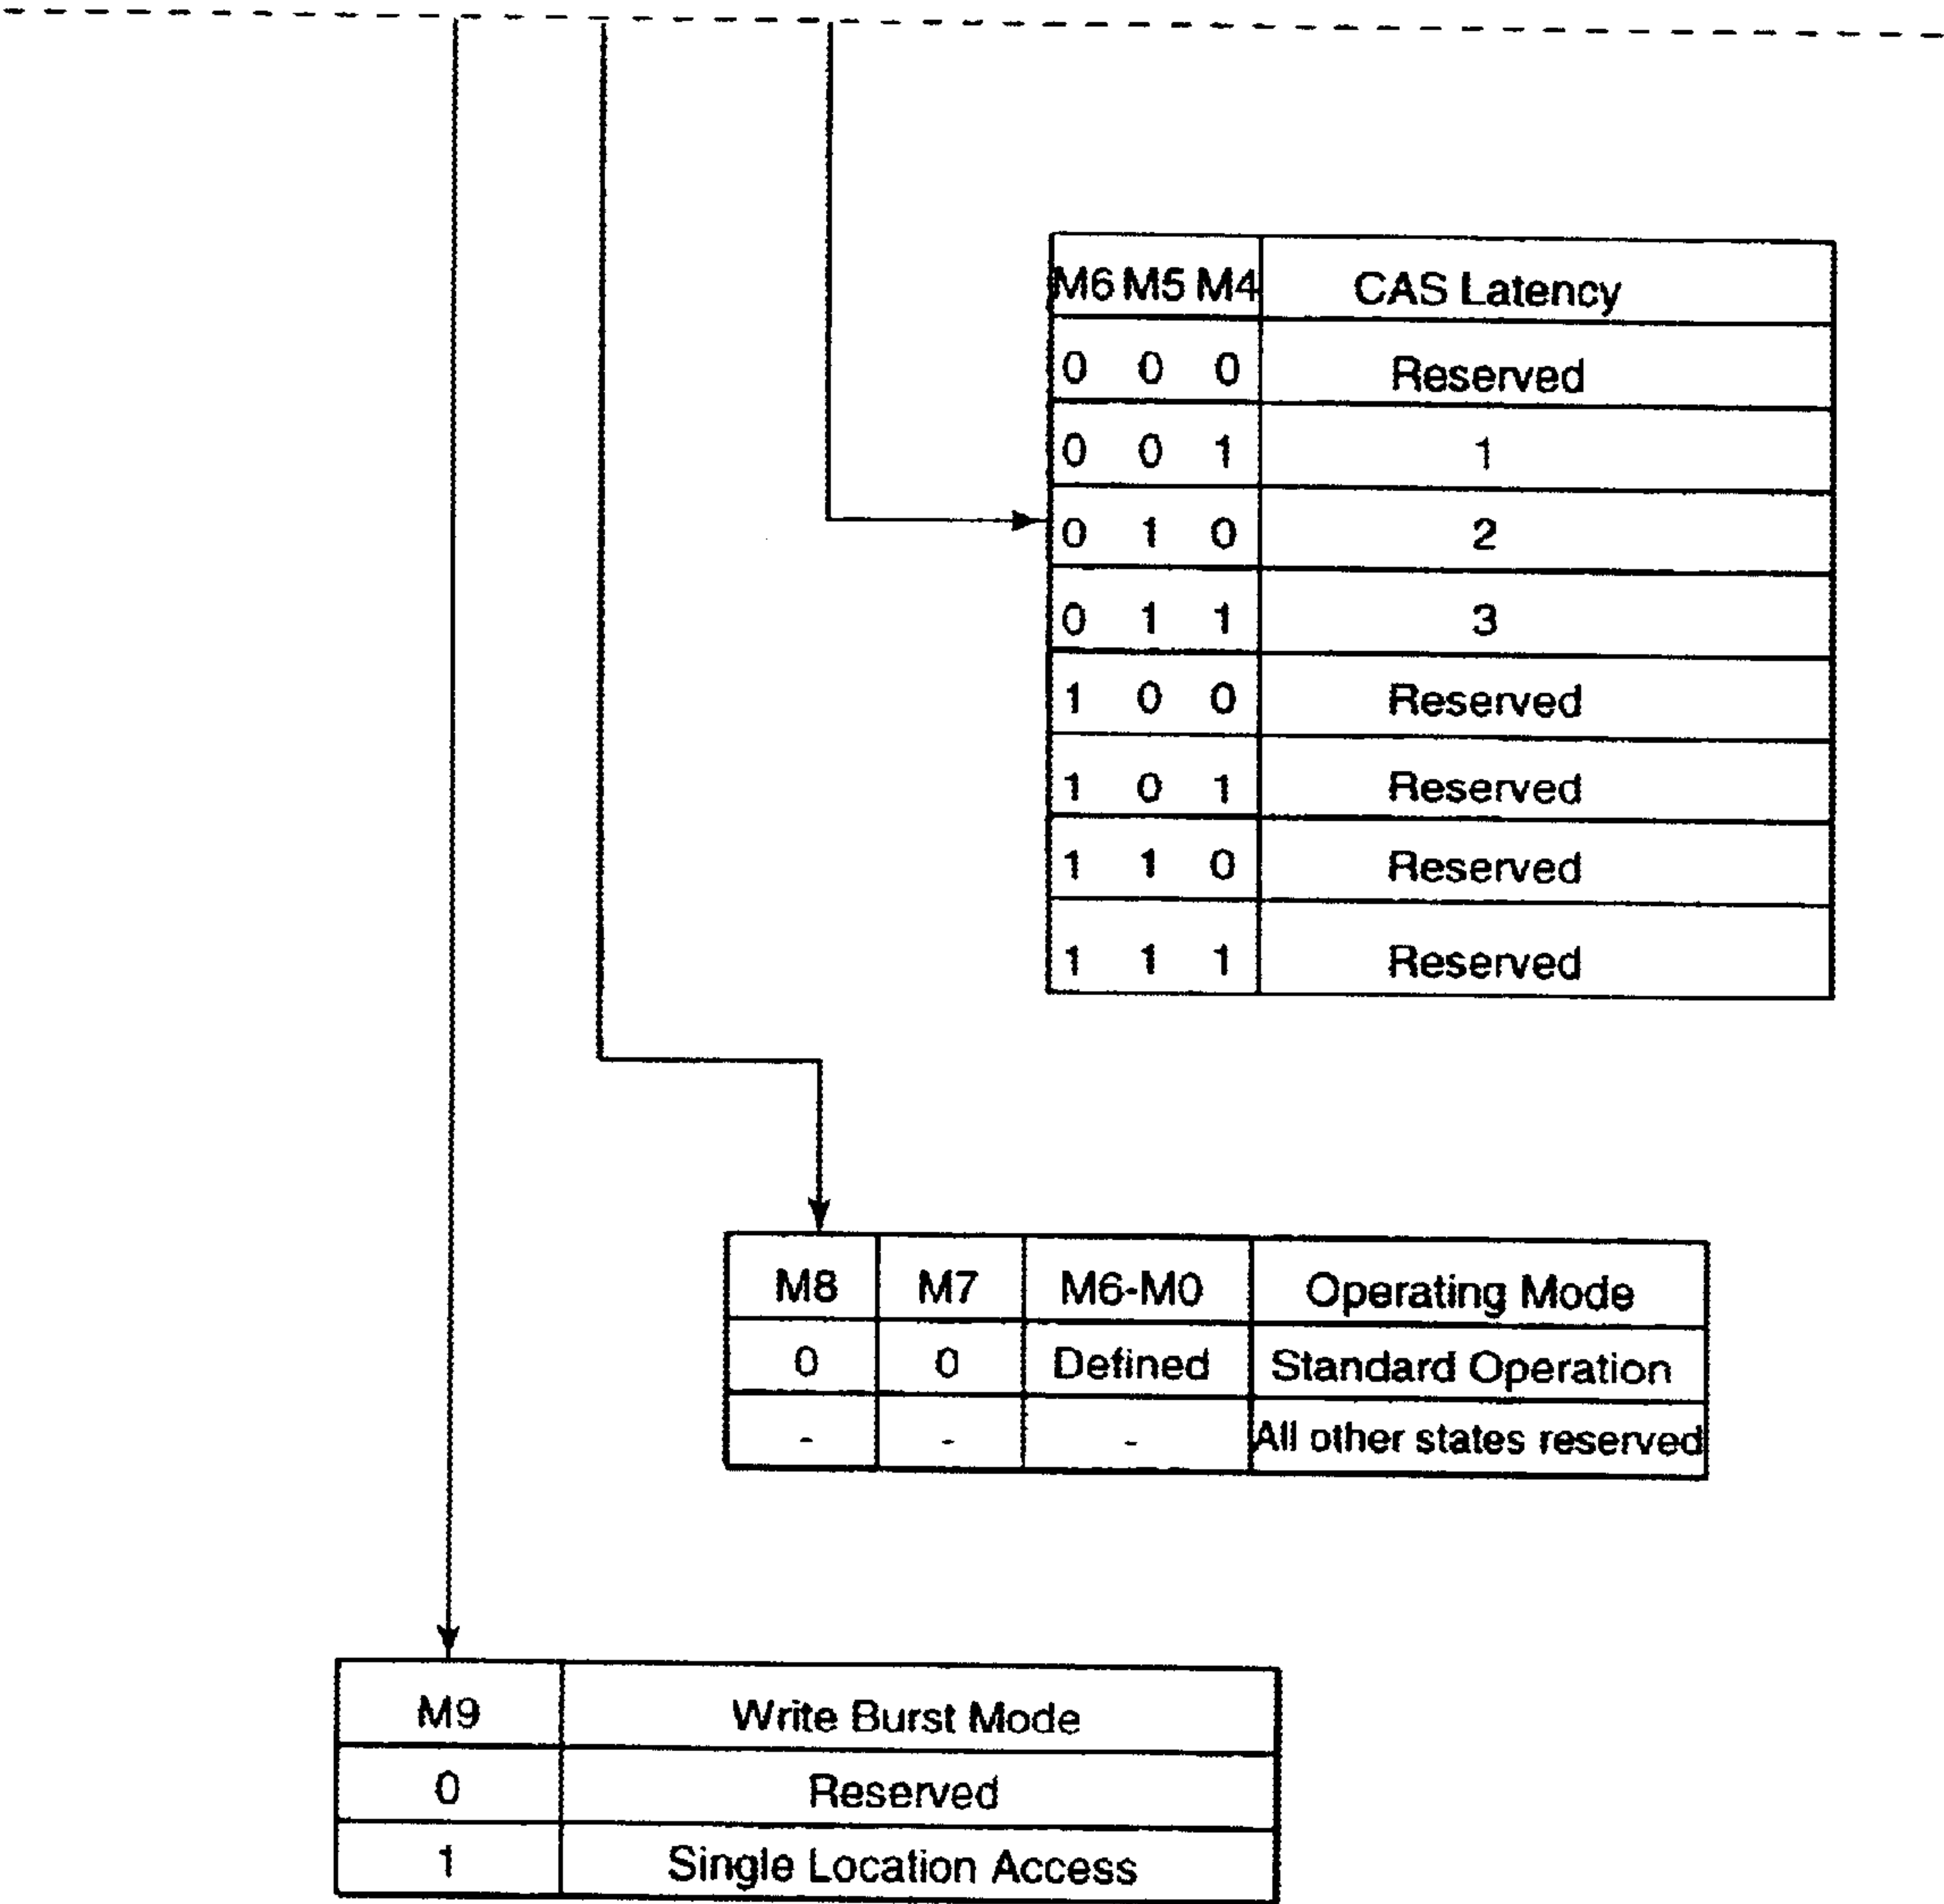 M6 M5 M4 CAS Latency
0 0 0 Reserved
0 0 1 1
0 1 0 2
0 1 1 3
1 0 0 Reserved
1 0 1 Reserved
1 1 0 Reserved
1 1 1 Reserved
M8 M7 M6-M0 Operating Mode
0 0 Defined Standard Operation
- - - All other states reserved
M9 Write Burst Mode
0 Reserved
1 Single Location Access